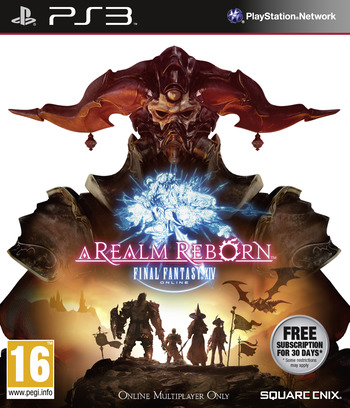 PS3
PlayStation®Network
A REALM REBORN™
FINAL FANTASY XIV
ONLINE
FREE
SUBSCRIPTION
FOR 30 DAYS*
* Some restrictions
may apply
16
www.pegi.info
ONLINE MULTIPLAYER ONLY
SQUARE ENIX